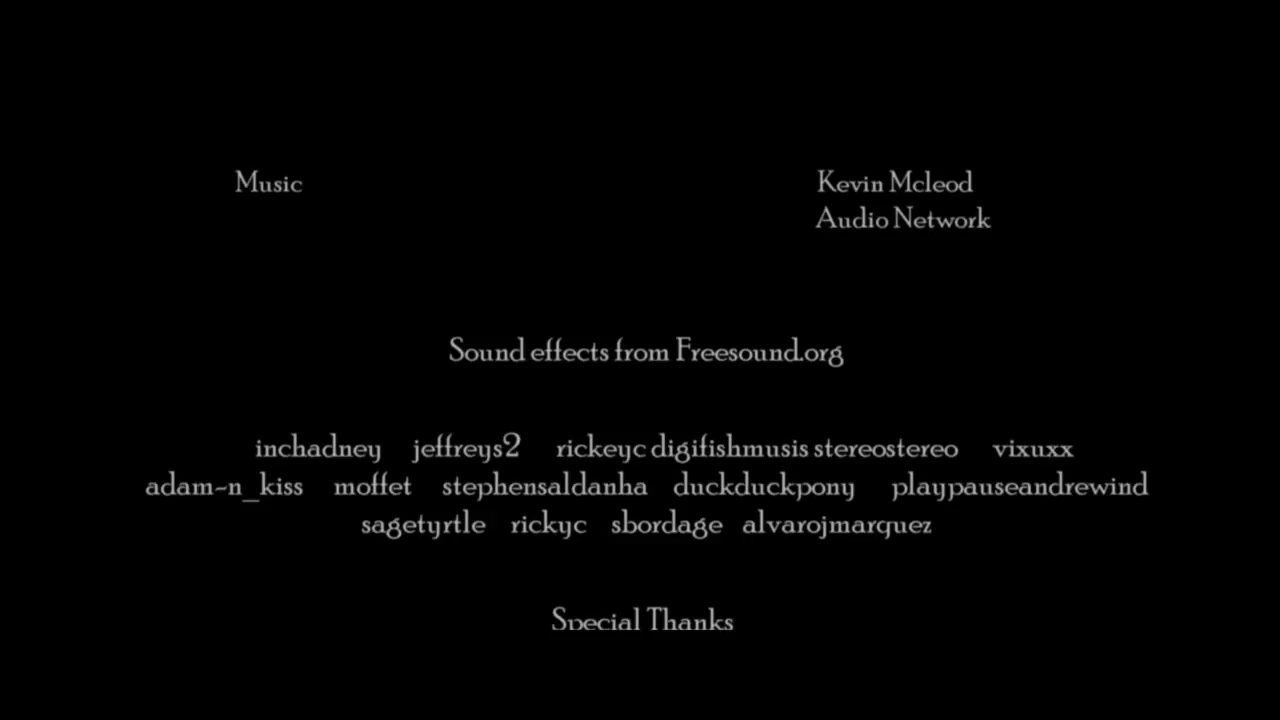 Music Kevin Mcleod
Audio Network
Sound effects from Freesound.org
inchadney jeffreys2 rickeyc digifishmusis stereostereo vixuxx
adam-n_kiss moffet stephensaldanha duckduckpony playpauseandrewind
sagetyrtle rickyc sbordage alvarojmarquez
Special Thanks